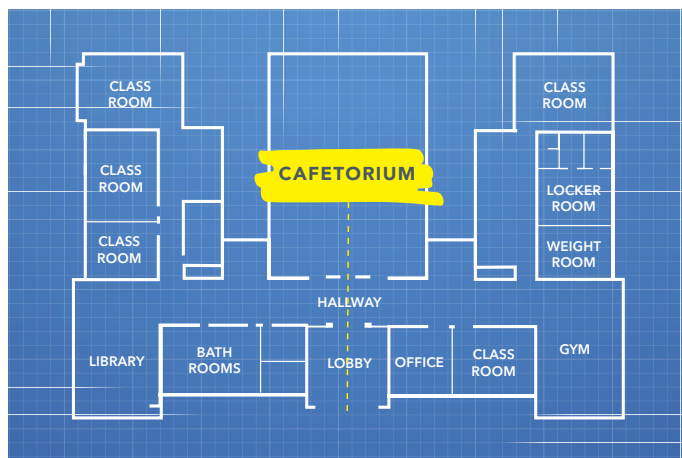 CLASS
ROOM
CLASS
ROOM
CAFETORIUM
CLASS
ROOM
LOCKER
ROOM
CLASS
ROOM
WEIGHT
ROOM
HALLWAY
LIBRARY
BATH
ROOMS
LOBBY
OFFICE
CLASS
ROOM
GYM